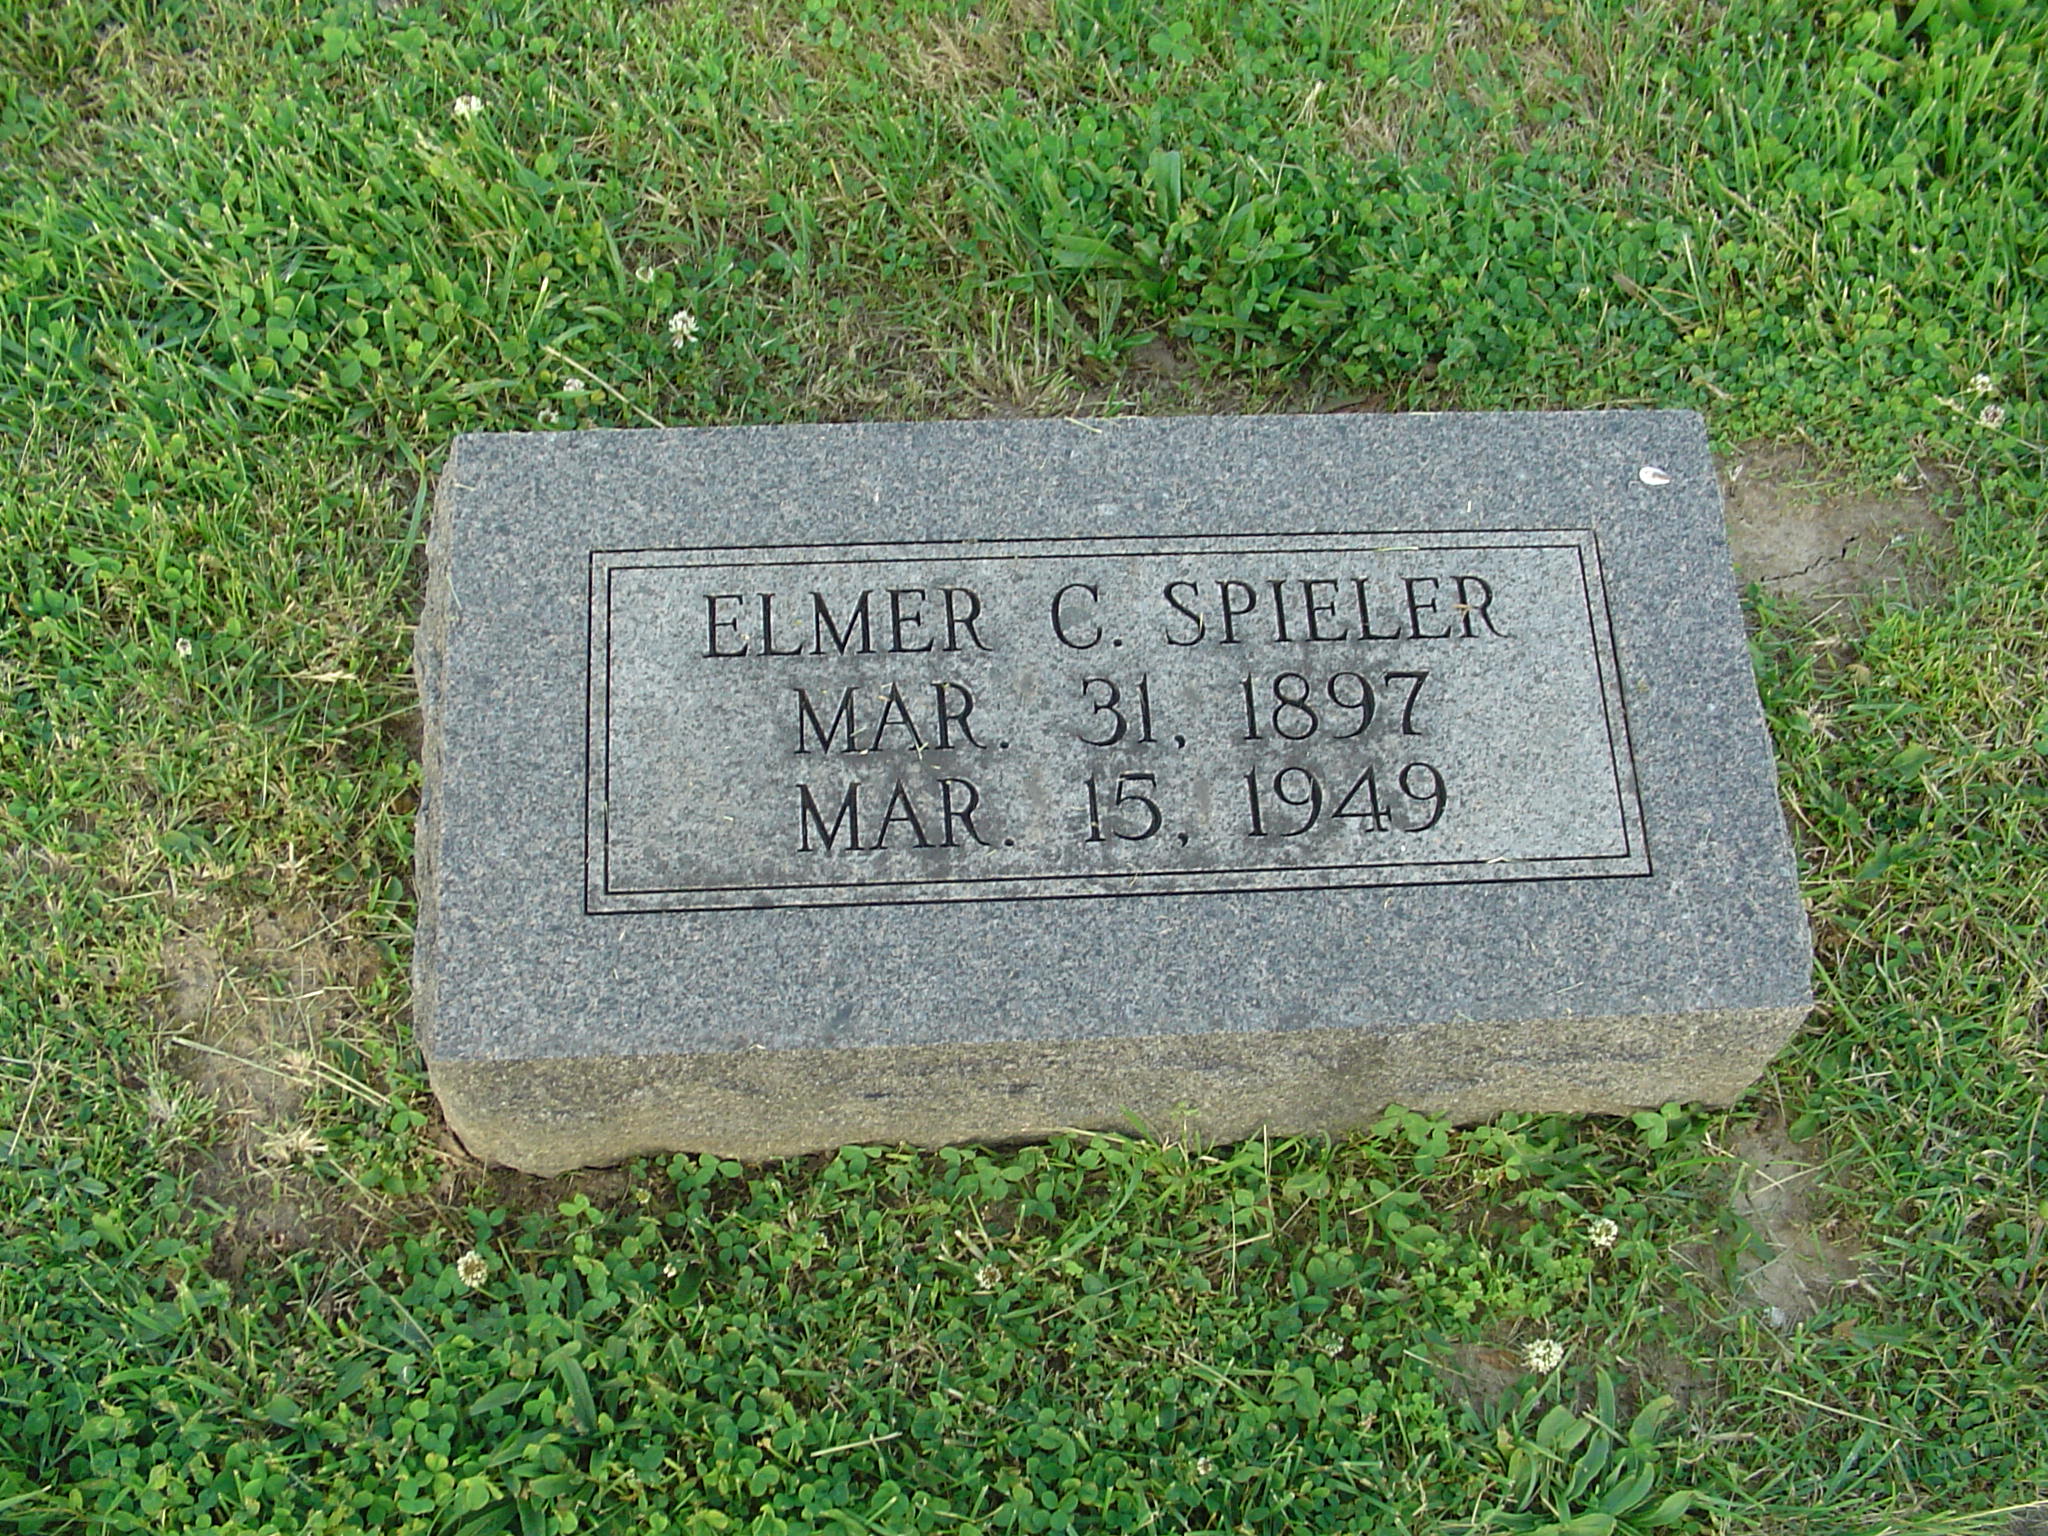 ELMER C. SPIELER
MAR. 31, 1897
MAR. 15, 1949